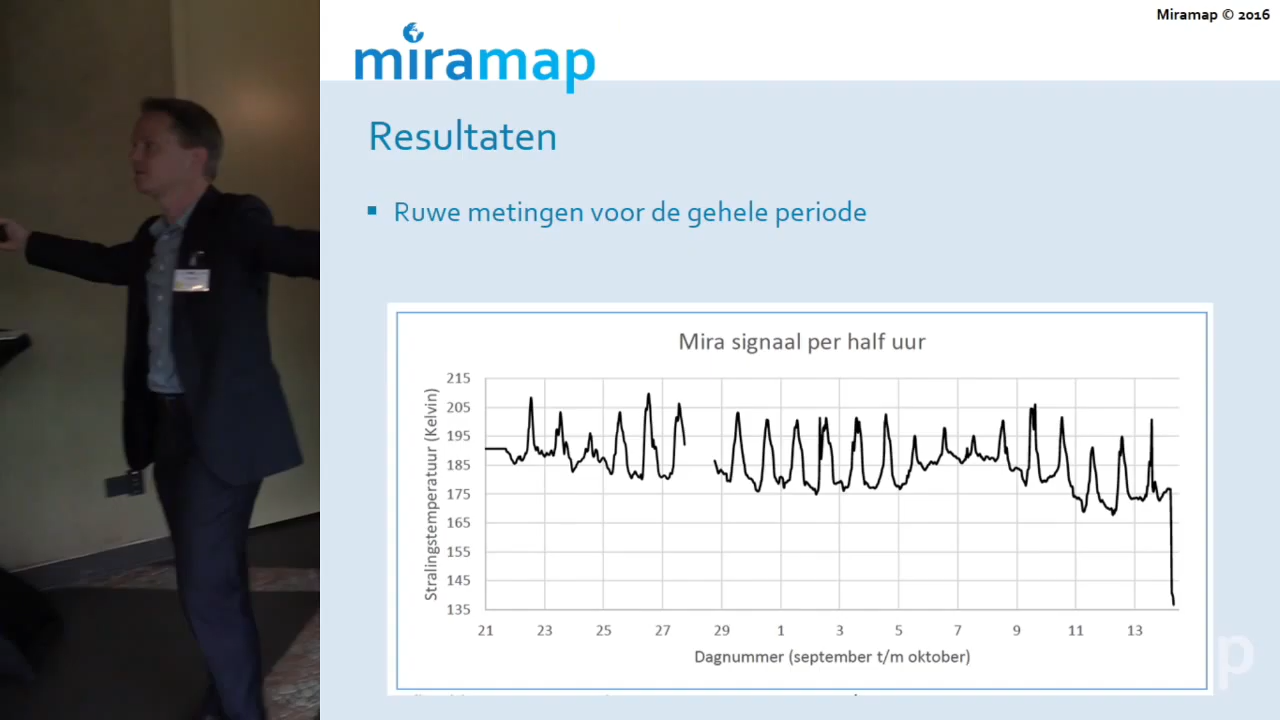 Miramap © 2016
miramap
Resultaten
▪ Ruwe metingen voor de gehele periode
Mira signaal per half uur
Stralingstemperatuur (Kelvin)
215
205
195
185
175
165
155
145
135
21 23 25 27 29 1 3 5 7 9 11 13
Dagnummer (september t/m oktober)
p